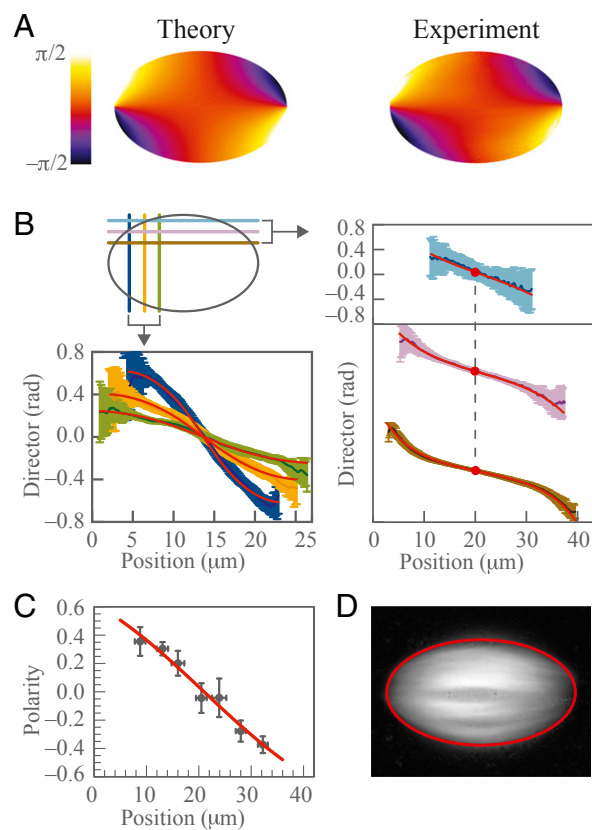 A
Theory
Experiment
π/2
–π/2
B
0.8
0.4
0.0
–0.4
–0.8
Director (rad)
0 5 10 15 20 25
Position (μm)
0.8
0.4
0.0
–0.4
–0.8
Director (rad)
0 10 20 30 40
Position (μm)
C
0.6
0.4
0.2
0.0
–0.2
–0.4
–0.6
Polarity
0 10 20 30 40
Position (μm)
D